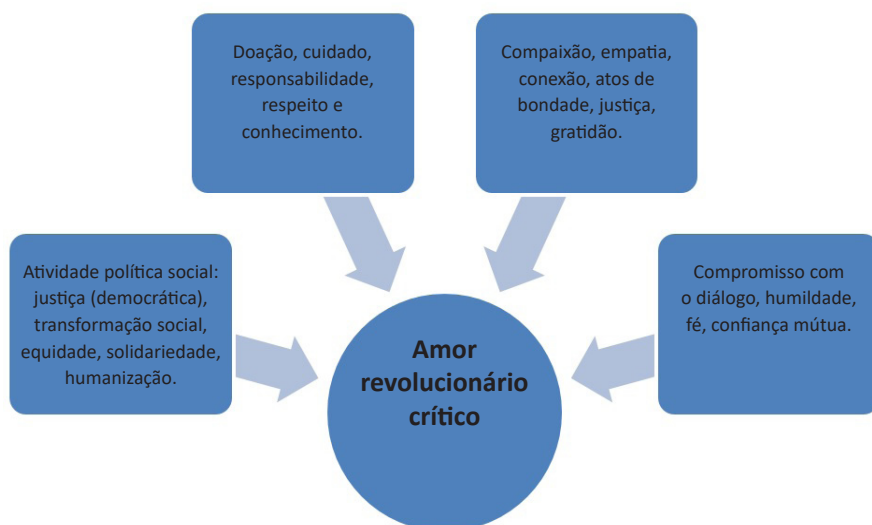 Doação, cuidado,
responsabilidade,
respeito e
conhecimento.
Compaixão, empatia,
conexão, atos de
bondade, justiça,
gratidão.
Atividade política social:
justiça (democrática),
transformação social,
equidade, solidariedade,
humanização.
Compromisso com
o diálogo, humildade,
fé, confiança mútua.
Amor
revolucionário
crítico